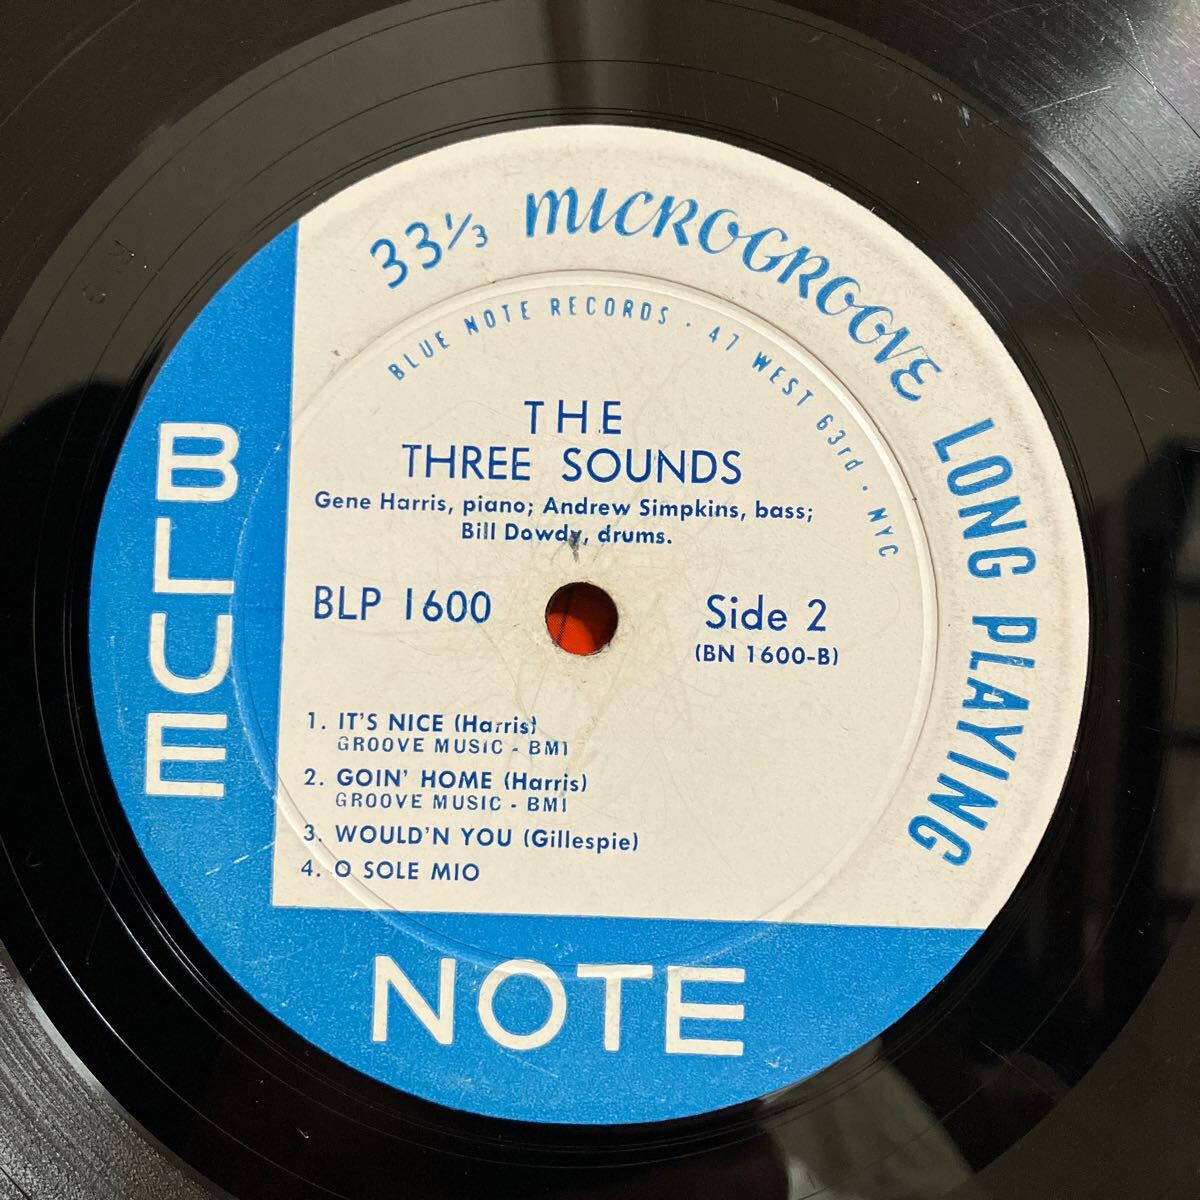 33⅓ MICROGROOVE LONG PLAYING
BLUE NOTE RECORDS · 47 WEST 63rd · NYC
THE
THREE SOUNDS
Gene Harris, piano; Andrew Simpkins, bass;
Bill Dowdy, drums.
BLP 1600
Side 2
(BN 1600-B)
1. IT'S NICE (Harris)
GROOVE MUSIC - BMI
2. GOIN' HOME (Harris)
GROOVE MUSIC - BMI
3. WOULD'N YOU (Gillespie)
4. O SOLE MIO
BLUE
NOTE